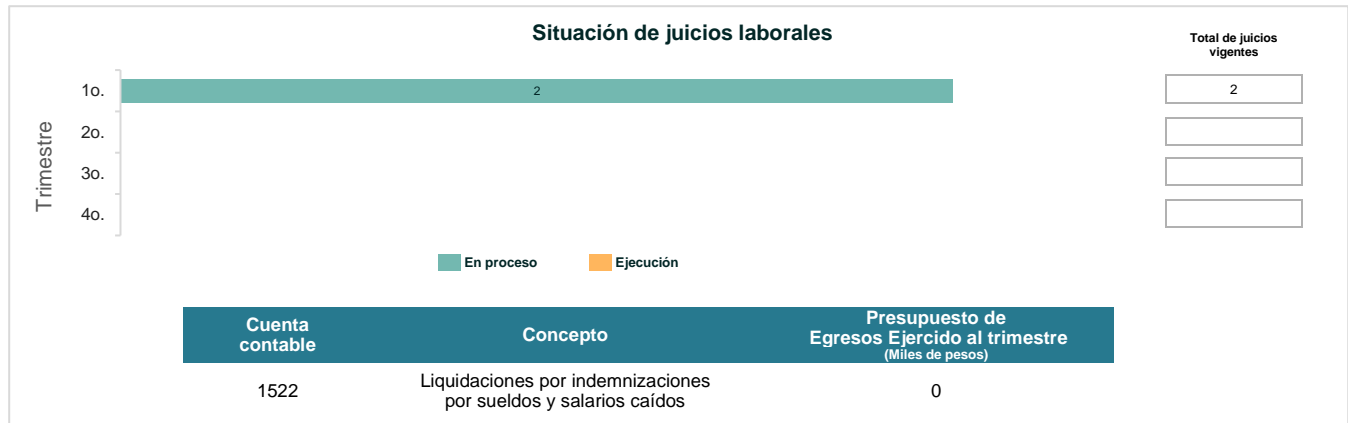 Situación de juicios laborales
Total de juicios
vigentes
Trimestre
1o.
2
2
2o.
3o.
4o.
En proceso
Ejecución
Cuenta
contable
Concepto
Presupuesto de
Egresos Ejercido al trimestre
(Miles de pesos)
1522
Liquidaciones por indemnizaciones
por sueldos y salarios caídos
0